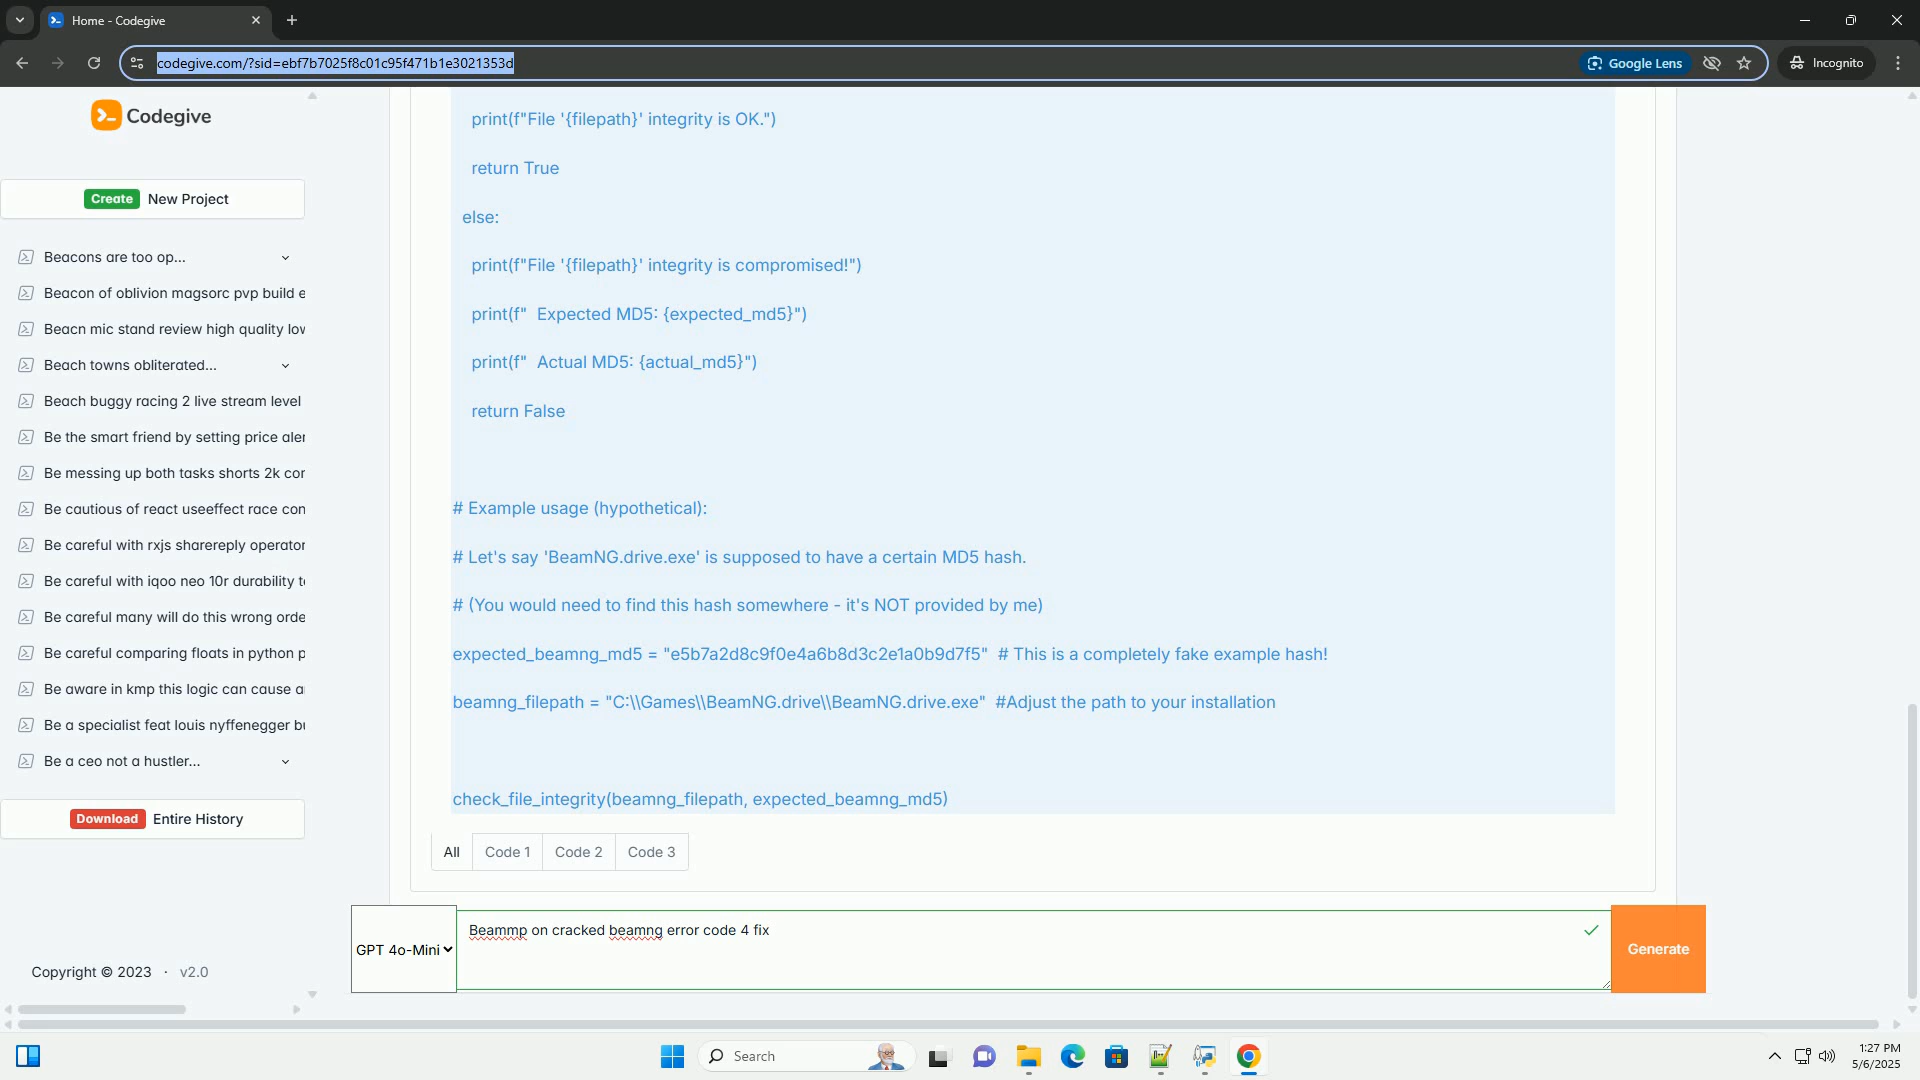 Home - Codegive
codegive.com/?sid=ebf7b7025f8c01c95f471b1e3021353d
Google Lens
Incognito
Codegive
Create New Project
Beacons are too op...
Beacon of oblivion magsorc pvp build e
Beacn mic stand review high quality lov
Beach towns obliterated...
Beach buggy racing 2 live stream level
Be the smart friend by setting price aler
Be messing up both tasks shorts 2k cor
Be cautious of react useeffect race con
Be careful with rxjs sharereply operator
Be careful with iqoo neo 10r durability t
Be careful many will do this wrong orde
Be careful comparing floats in python p
Be aware in kmp this logic can cause a
Be a specialist feat louis nyffenegger b
Be a ceo not a hustler...
Download Entire History
Copyright © 2023 · v2.0
print(f"File '{filepath}' integrity is OK.")
return True
else:
print(f"File '{filepath}' integrity is compromised!")
print(f"  Expected MD5: {expected_md5}")
print(f"  Actual MD5: {actual_md5}")
return False
# Example usage (hypothetical):
# Let's say 'BeamNG.drive.exe' is supposed to have a certain MD5 hash.
# (You would need to find this hash somewhere - it's NOT provided by me)
expected_beamng_md5 = "e5b7a2d8c9f0e4a6b8d3c2e1a0b9d7f5"  # This is a completely fake example hash!
beamng_filepath = "C:\\Games\\BeamNG.drive\\BeamNG.drive.exe"  #Adjust the path to your installation
check_file_integrity(beamng_filepath, expected_beamng_md5)
All Code 1 Code 2 Code 3
GPT 4o-Mini
Beammp on cracked beamng error code 4 fix
Generate
Search
1:27 PM
5/6/2025